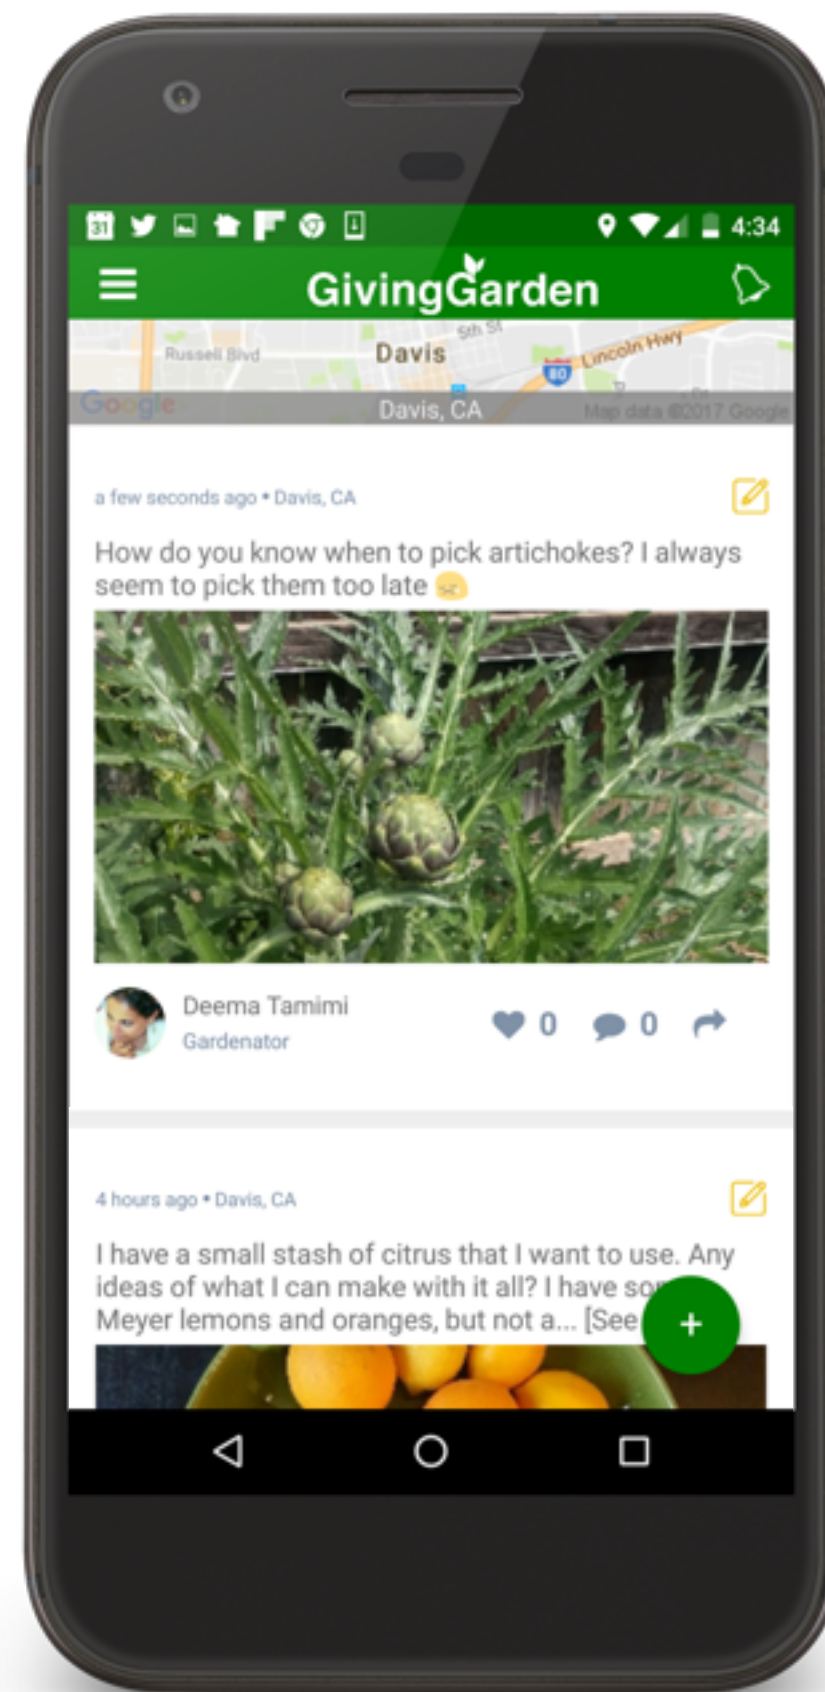 31
4:34
GivingGarden
5th St
Russell Blvd
Davis
Lincoln Hwy
80
Google
Davis, CA
Map data ©2017 Google
a few seconds ago • Davis, CA
How do you know when to pick artichokes? I always
seem to pick them too late
Deema Tamimi
Gardenator
0
0
4 hours ago • Davis, CA
I have a small stash of citrus that I want to use. Any
ideas of what I can make with it all? I have
Meyer lemons and oranges, but not a... [See
+